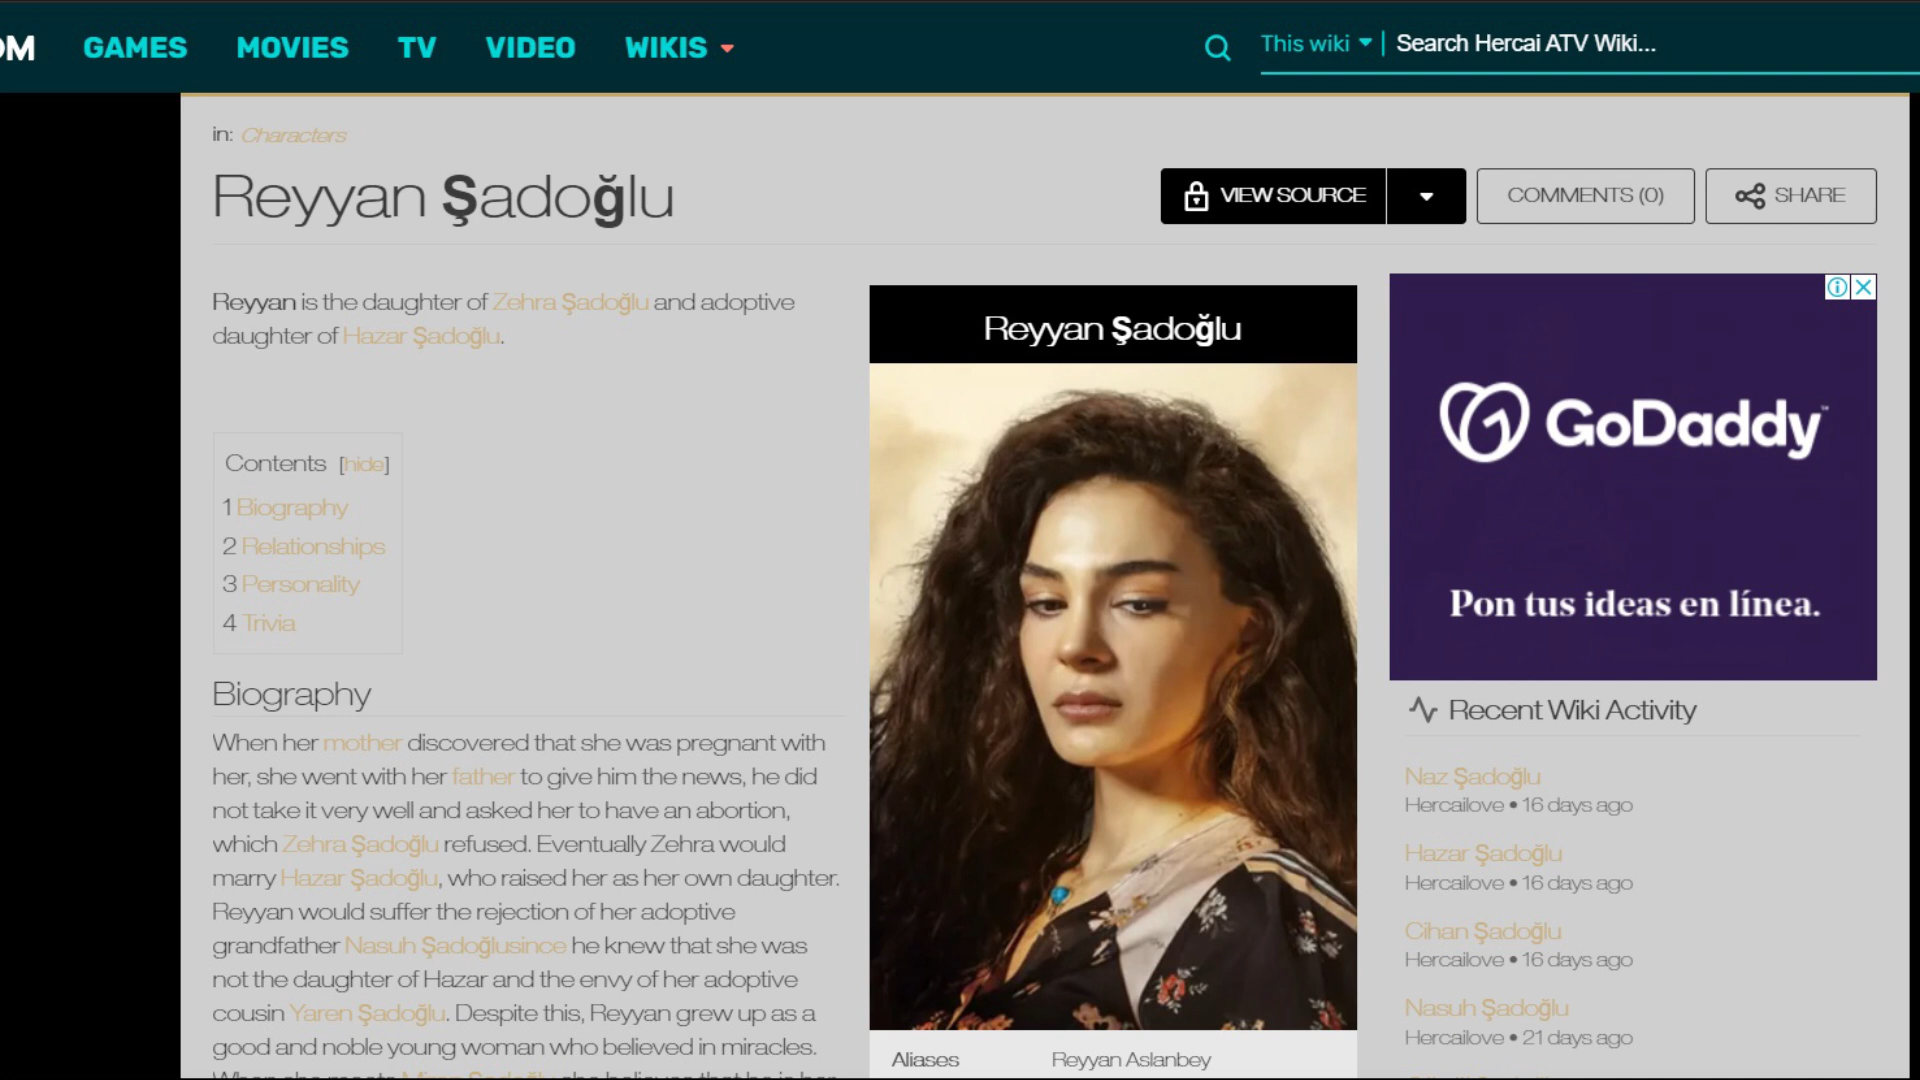 OM GAMES MOVIES TV VIDEO WIKIS This wiki Search Hercai ATV Wiki...
in: Characters
Reyyan Şadoğlu
VIEW SOURCE COMMENTS (0) SHARE
Reyyan is the daughter of Zehra Şadoğlu and adoptive
daughter of Hazar Şadoğlu.
Contents [hide]
1 Biography
2 Relationships
3 Personality
4 Trivia
Biography
When her mother discovered that she was pregnant with
her, she went with her father to give him the news, he did
not take it very well and asked her to have an abortion,
which Zehra Şadoğlu refused. Eventually Zehra would
marry Hazar Şadoğlu, who raised her as her own daughter.
Reyyan would suffer the rejection of her adoptive
grandfather Nasuh Şadoğlusince he knew that she was
not the daughter of Hazar and the envy of her adoptive
cousin Yaren Şadoğlu. Despite this, Reyyan grew up as a
good and noble young woman who believed in miracles.
Reyyan Şadoğlu
Aliases Reyyan Aslanbey
GoDaddy™
Pon tus ideas en línea.
Recent Wiki Activity
Naz Şadoğlu
Hercailove • 16 days ago
Hazar Şadoğlu
Hercailove • 16 days ago
Cihan Şadoğlu
Hercailove • 16 days ago
Nasuh Şadoğlu
Hercailove • 21 days ago